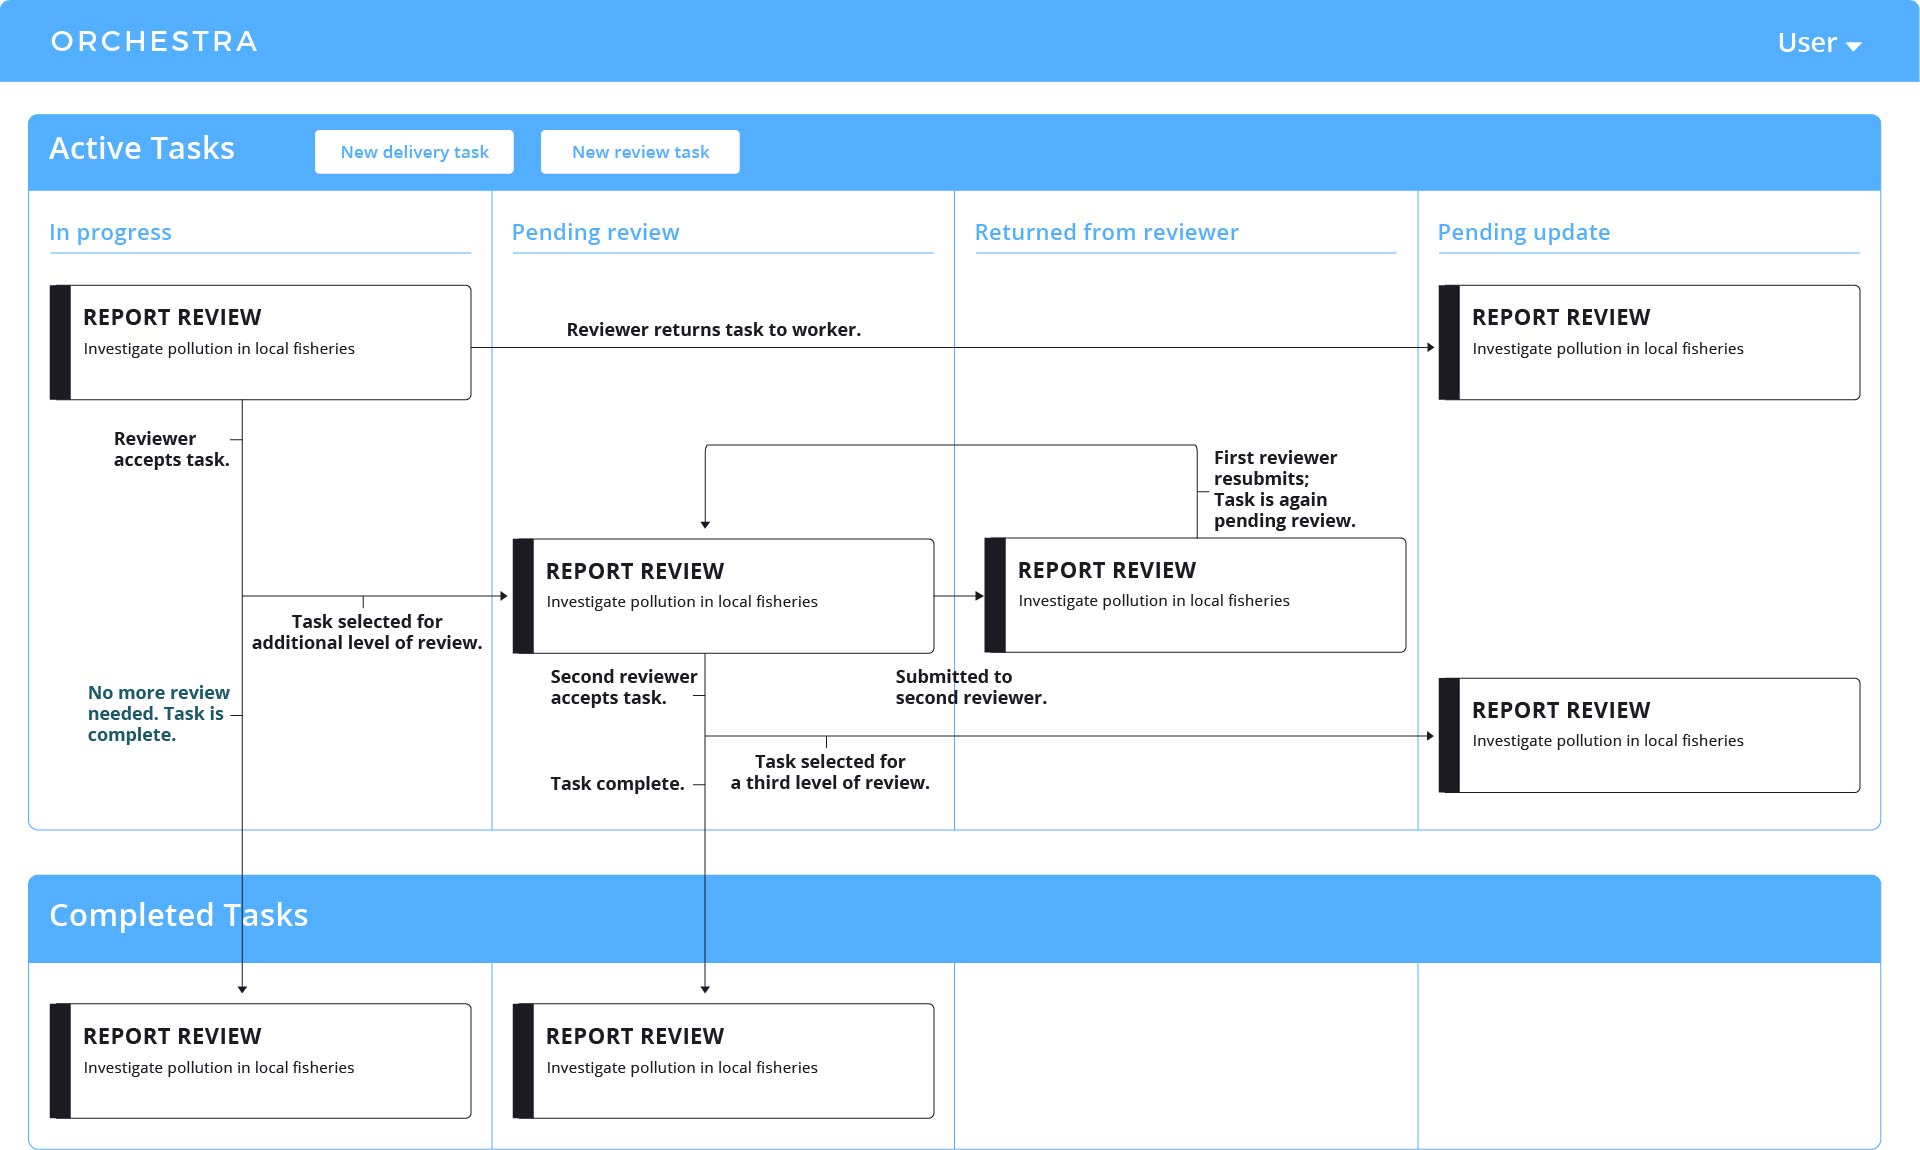 ORCHESTRA
User
Active Tasks
New delivery task
New review task
In progress
Pending review
Returned from reviewer
Pending update
REPORT REVIEW
Investigate pollution in local fisheries
Reviewer returns task to worker.
REPORT REVIEW
Investigate pollution in local fisheries
Reviewer
accepts task.
First reviewer
resubmits;
Task is again
pending review.
REPORT REVIEW
Investigate pollution in local fisheries
REPORT REVIEW
Investigate pollution in local fisheries
Task selected for
additional level of review.
No more review
needed. Task is
complete.
Second reviewer
accepts task.
Submitted to
second reviewer.
REPORT REVIEW
Investigate pollution in local fisheries
Task selected for
a third level of review.
Task complete.
Completed Tasks
REPORT REVIEW
Investigate pollution in local fisheries
REPORT REVIEW
Investigate pollution in local fisheries